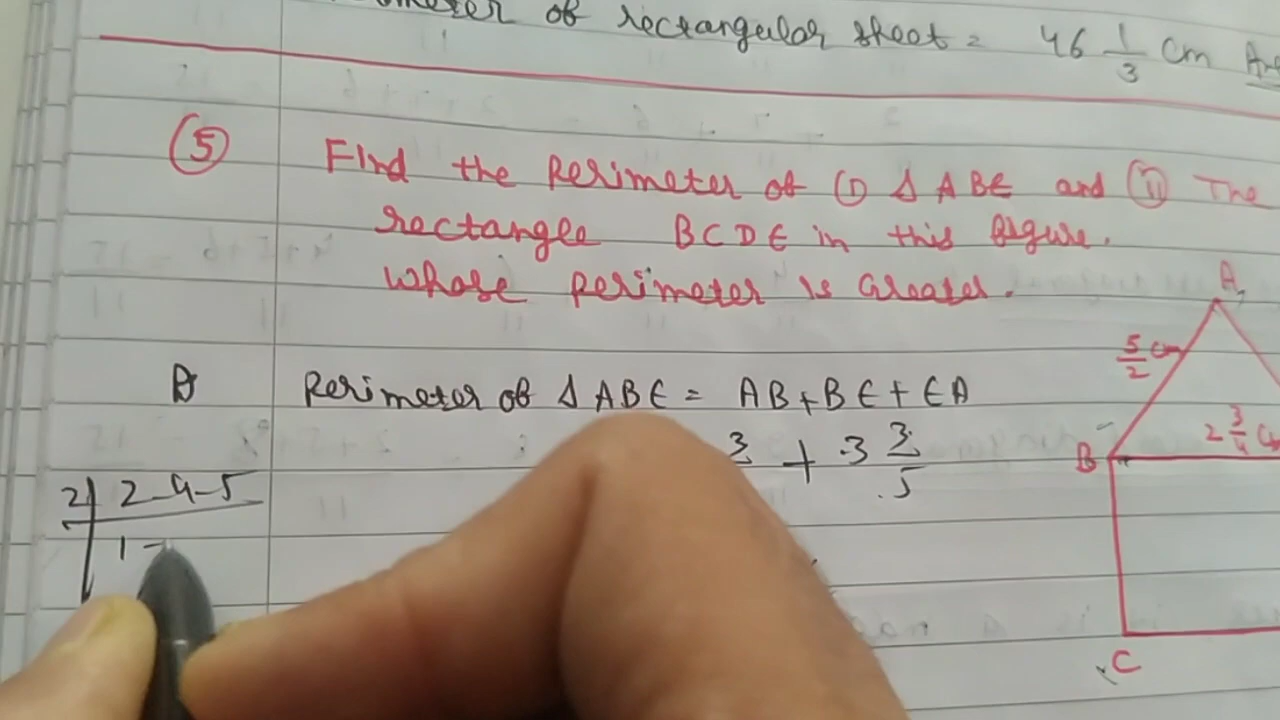 of rectangular sheet = 46 1/3 cm
5 Find the Perimeter of (i) Δ ABE and (ii) The
rectangle BCDE in this figure.
whose perimeter is Greater.
A
5/2 cm
Perimeter of Δ ABE = AB + BE + EA
3 + 3 3/5
2 3/4
B
2 | 2 - 4 - 5
1 -
C